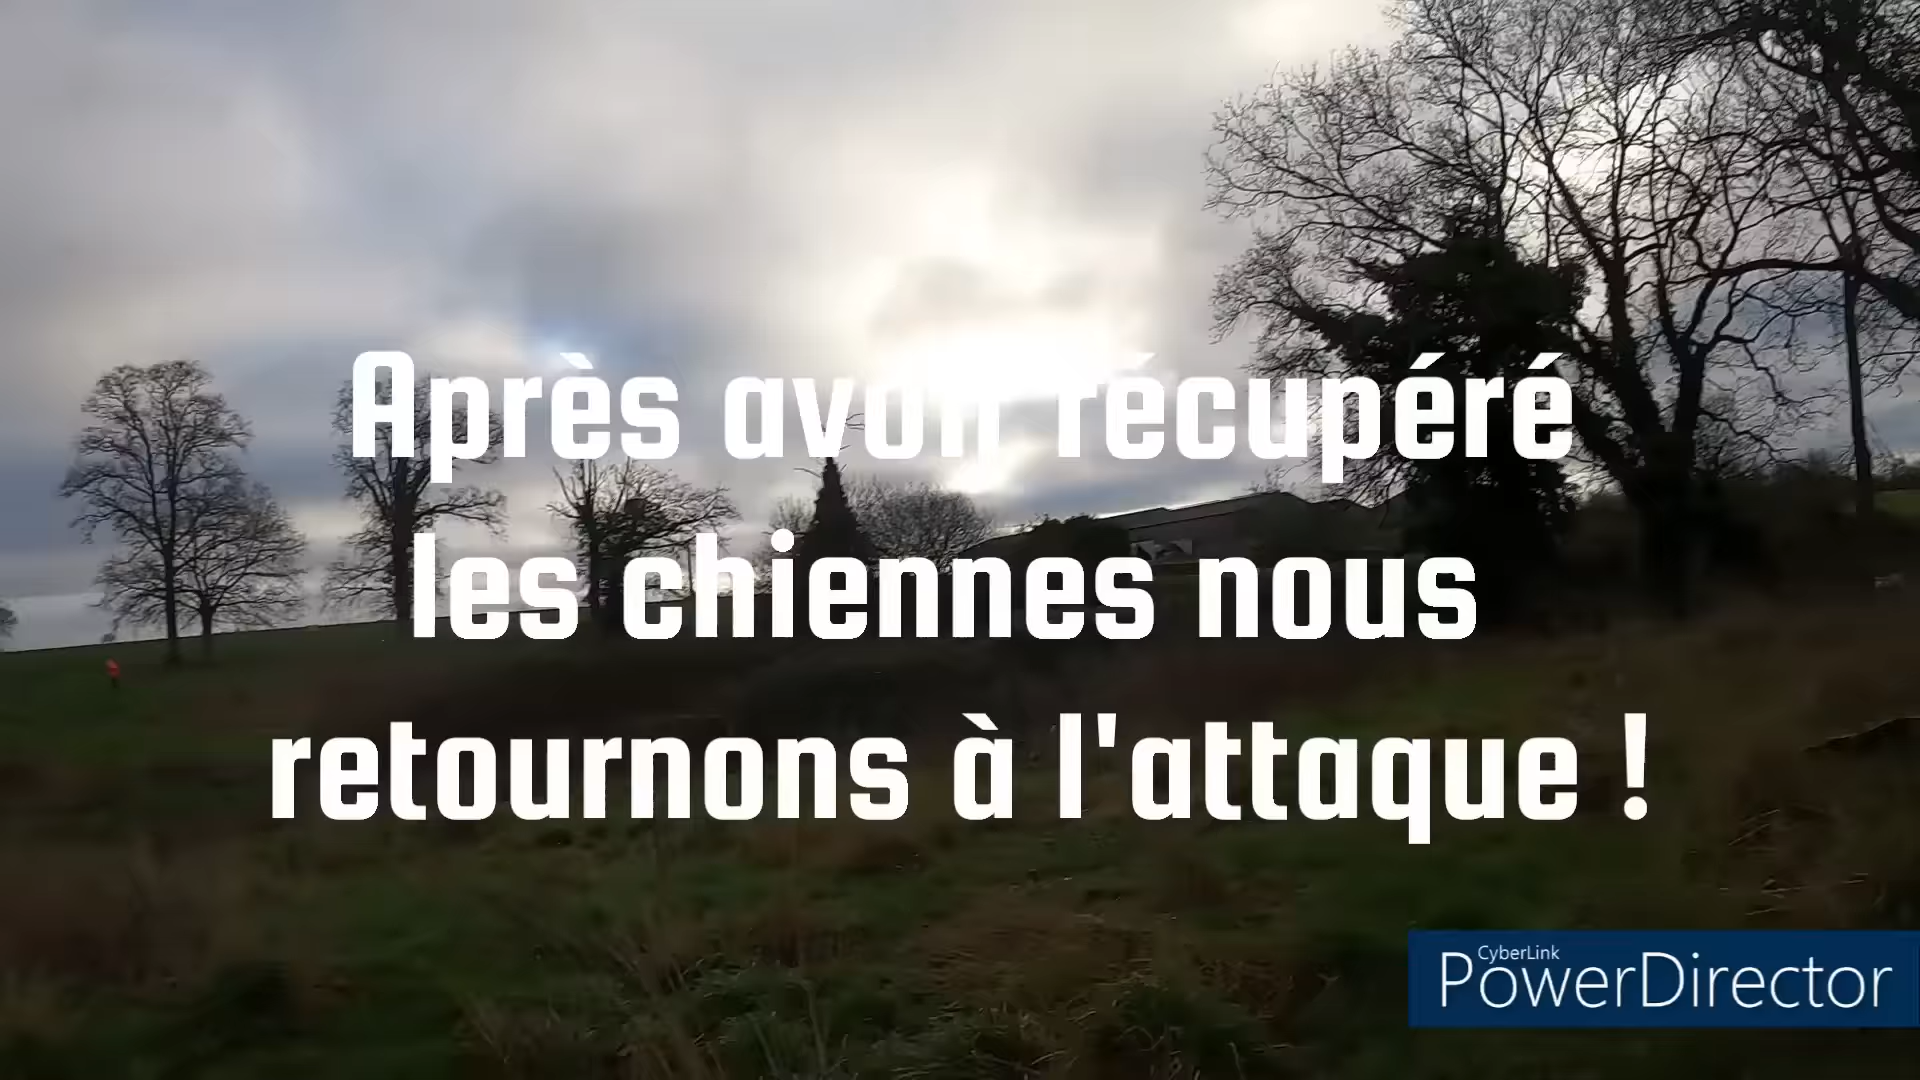 Après avoir récupéré
les chiennes nous
retournons à l'attaque !
CyberLink
PowerDirector